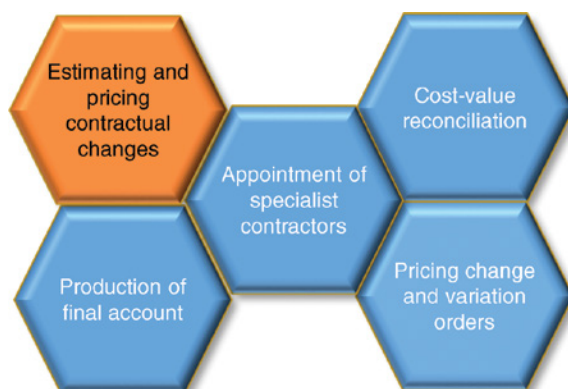 Estimating and
pricing
contractual
changes
Cost-value
reconciliation
Appointment of
specialist
contractors
Production of
final account
Pricing change
and variation
orders